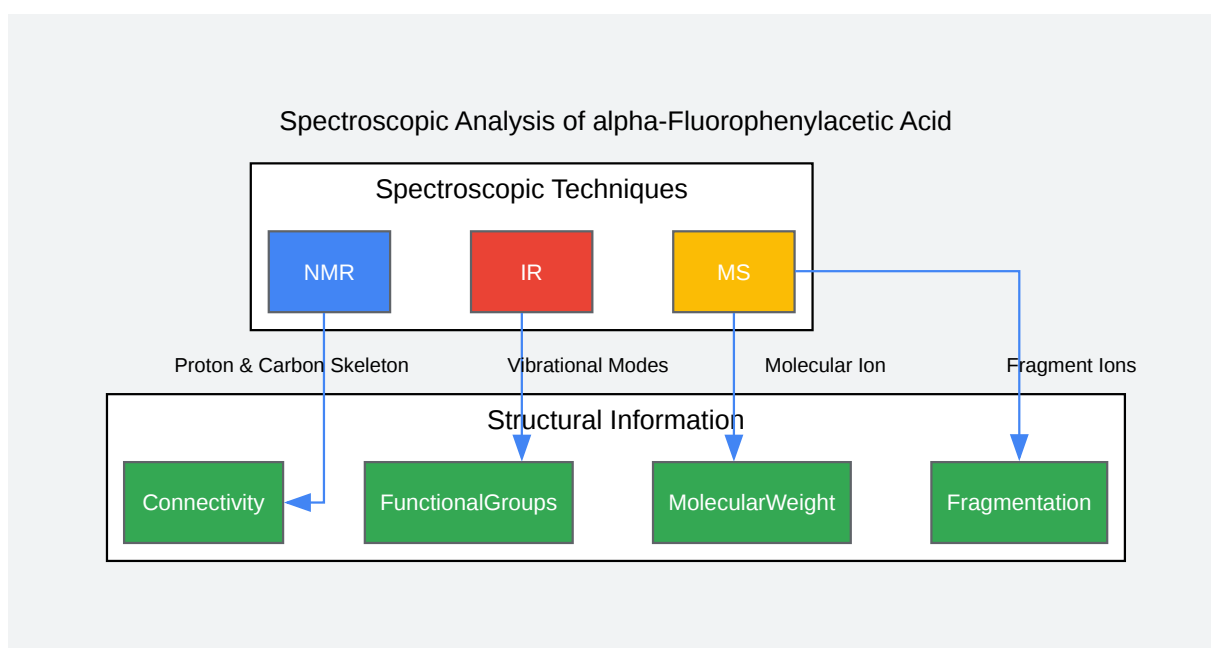 Spectroscopic Analysis of alpha-Fluorophenylacetic Acid
Spectroscopic Techniques
NMR
IR
MS
Proton & Carbon Skeleton
Vibrational Modes
Molecular Ion
Fragment Ions
Structural Information
Connectivity
FunctionalGroups
MolecularWeight
Fragmentation